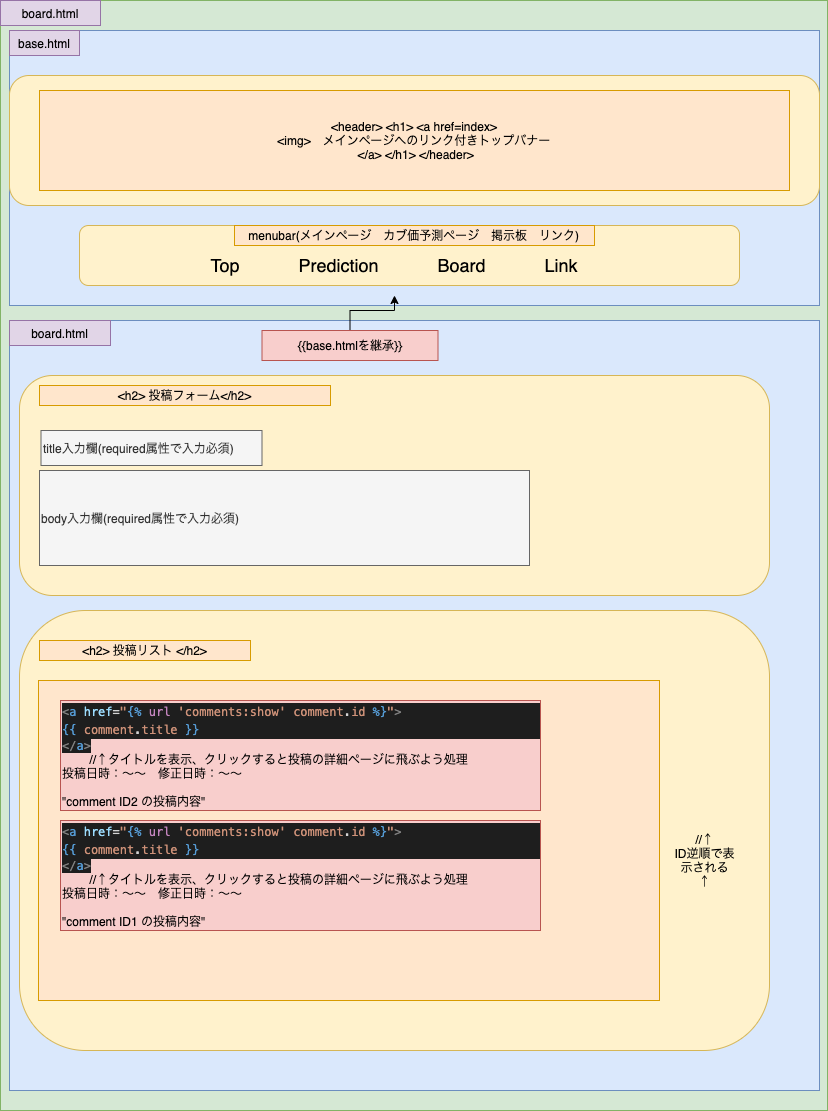 board.html
base.html
<header> <h1> <a href=index>
<img>　メインページへのリンク付きトップバナー
</a> </h1> </header>
menubar(メインページ　カブ価予測ページ　掲示板　リンク)
Top Prediction Board Link
board.html
{{base.htmlを継承}}
<h2> 投稿フォーム</h2>
title入力欄(required属性で入力必須)
body入力欄(required属性で入力必須)
<h2> 投稿リスト </h2>
<a href="{% url 'comments:show' comment.id %}">
{{ comment.title }}
</a>
//↑タイトルを表示、クリックすると投稿の詳細ページに飛ぶよう処理
投稿日時：〜〜　修正日時：〜〜
"comment ID2 の投稿内容"
<a href="{% url 'comments:show' comment.id %}">
{{ comment.title }}
</a>
//↑タイトルを表示、クリックすると投稿の詳細ページに飛ぶよう処理
投稿日時：〜〜　修正日時：〜〜
"comment ID1 の投稿内容"
//↑
ID逆順で表
示される
↑